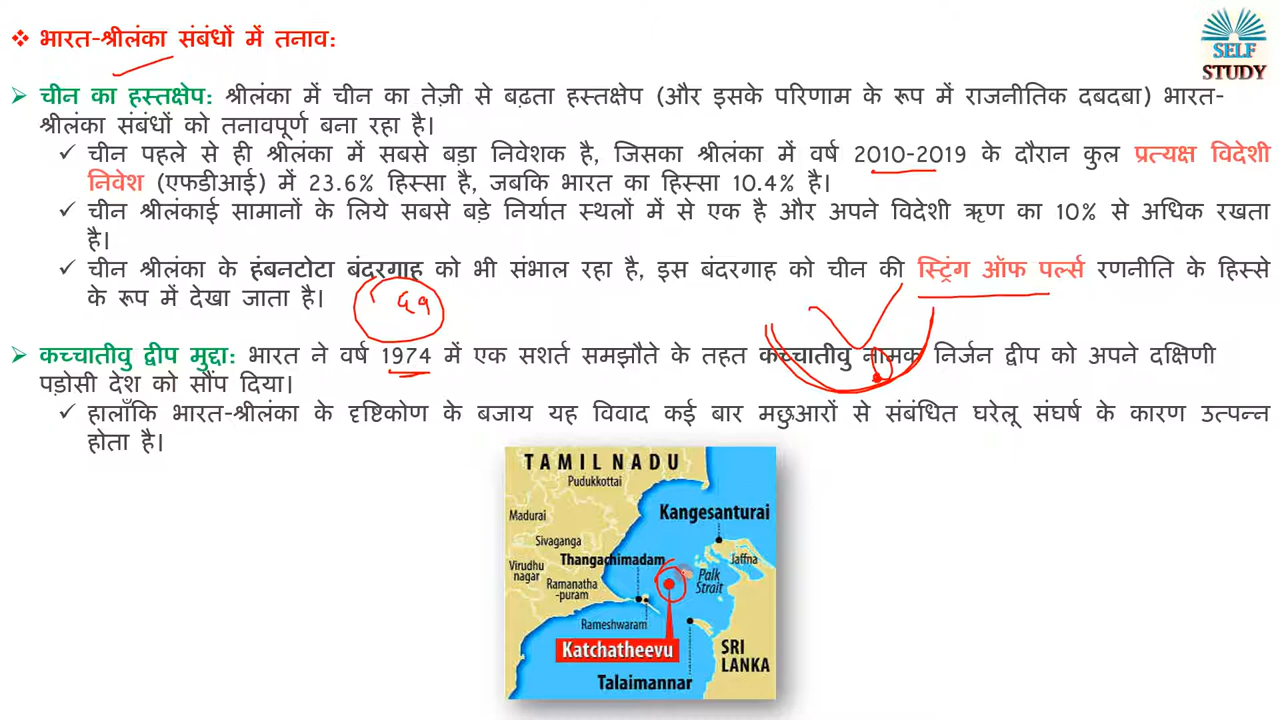 ❖ भारत-श्रीलंका संबंधों में तनाव:
SELF
STUDY
➤ चीन का हस्तक्षेप: श्रीलंका में चीन का तेज़ी से बढ़ता हस्तक्षेप (और इसके परिणाम के रूप में राजनीतिक दबदबा) भारत-
श्रीलंका संबंधों को तनावपूर्ण बना रहा है।
✓ चीन पहले से ही श्रीलंका में सबसे बड़ा निवेशक है, जिसका श्रीलंका में वर्ष 2010-2019 के दौरान कुल प्रत्यक्ष विदेशी
निवेश (एफडीआई) में 23.6% हिस्सा है, जबकि भारत का हिस्सा 10.4% है।
✓ चीन श्रीलंकाई सामानों के लिये सबसे बड़े निर्यात स्थलों में से एक है और अपने विदेशी ऋण का 10% से अधिक रखता
है।
✓ चीन श्रीलंका के हंबनटोटा बंदरगाह को भी संभाल रहा है, इस बंदरगाह को चीन की स्ट्रिंग ऑफ पर्ल्स रणनीति के हिस्से
के रूप में देखा जाता है।
➤ कच्चातीवु द्वीप मुद्दा: भारत ने वर्ष 1974 में एक सशर्त समझौते के तहत कच्चातीवु नामक निर्जन द्वीप को अपने दक्षिणी
पड़ोसी देश को सौंप दिया।
✓ हालाँकि भारत-श्रीलंका के दृष्टिकोण के बजाय यह विवाद कई बार मछुआरों से संबंधित घरेलू संघर्ष के कारण उत्पन्न
होता है।
TAMIL NADU
Pudukkottai
Kangesanturai
Madurai
Sivaganga
Thangachimadam
Jaffna
Virudhu
nagar
Ramanatha
-puram
Palk
Strait
Rameshwaram
Katchatheevu
SRI
LANKA
Talaimannar